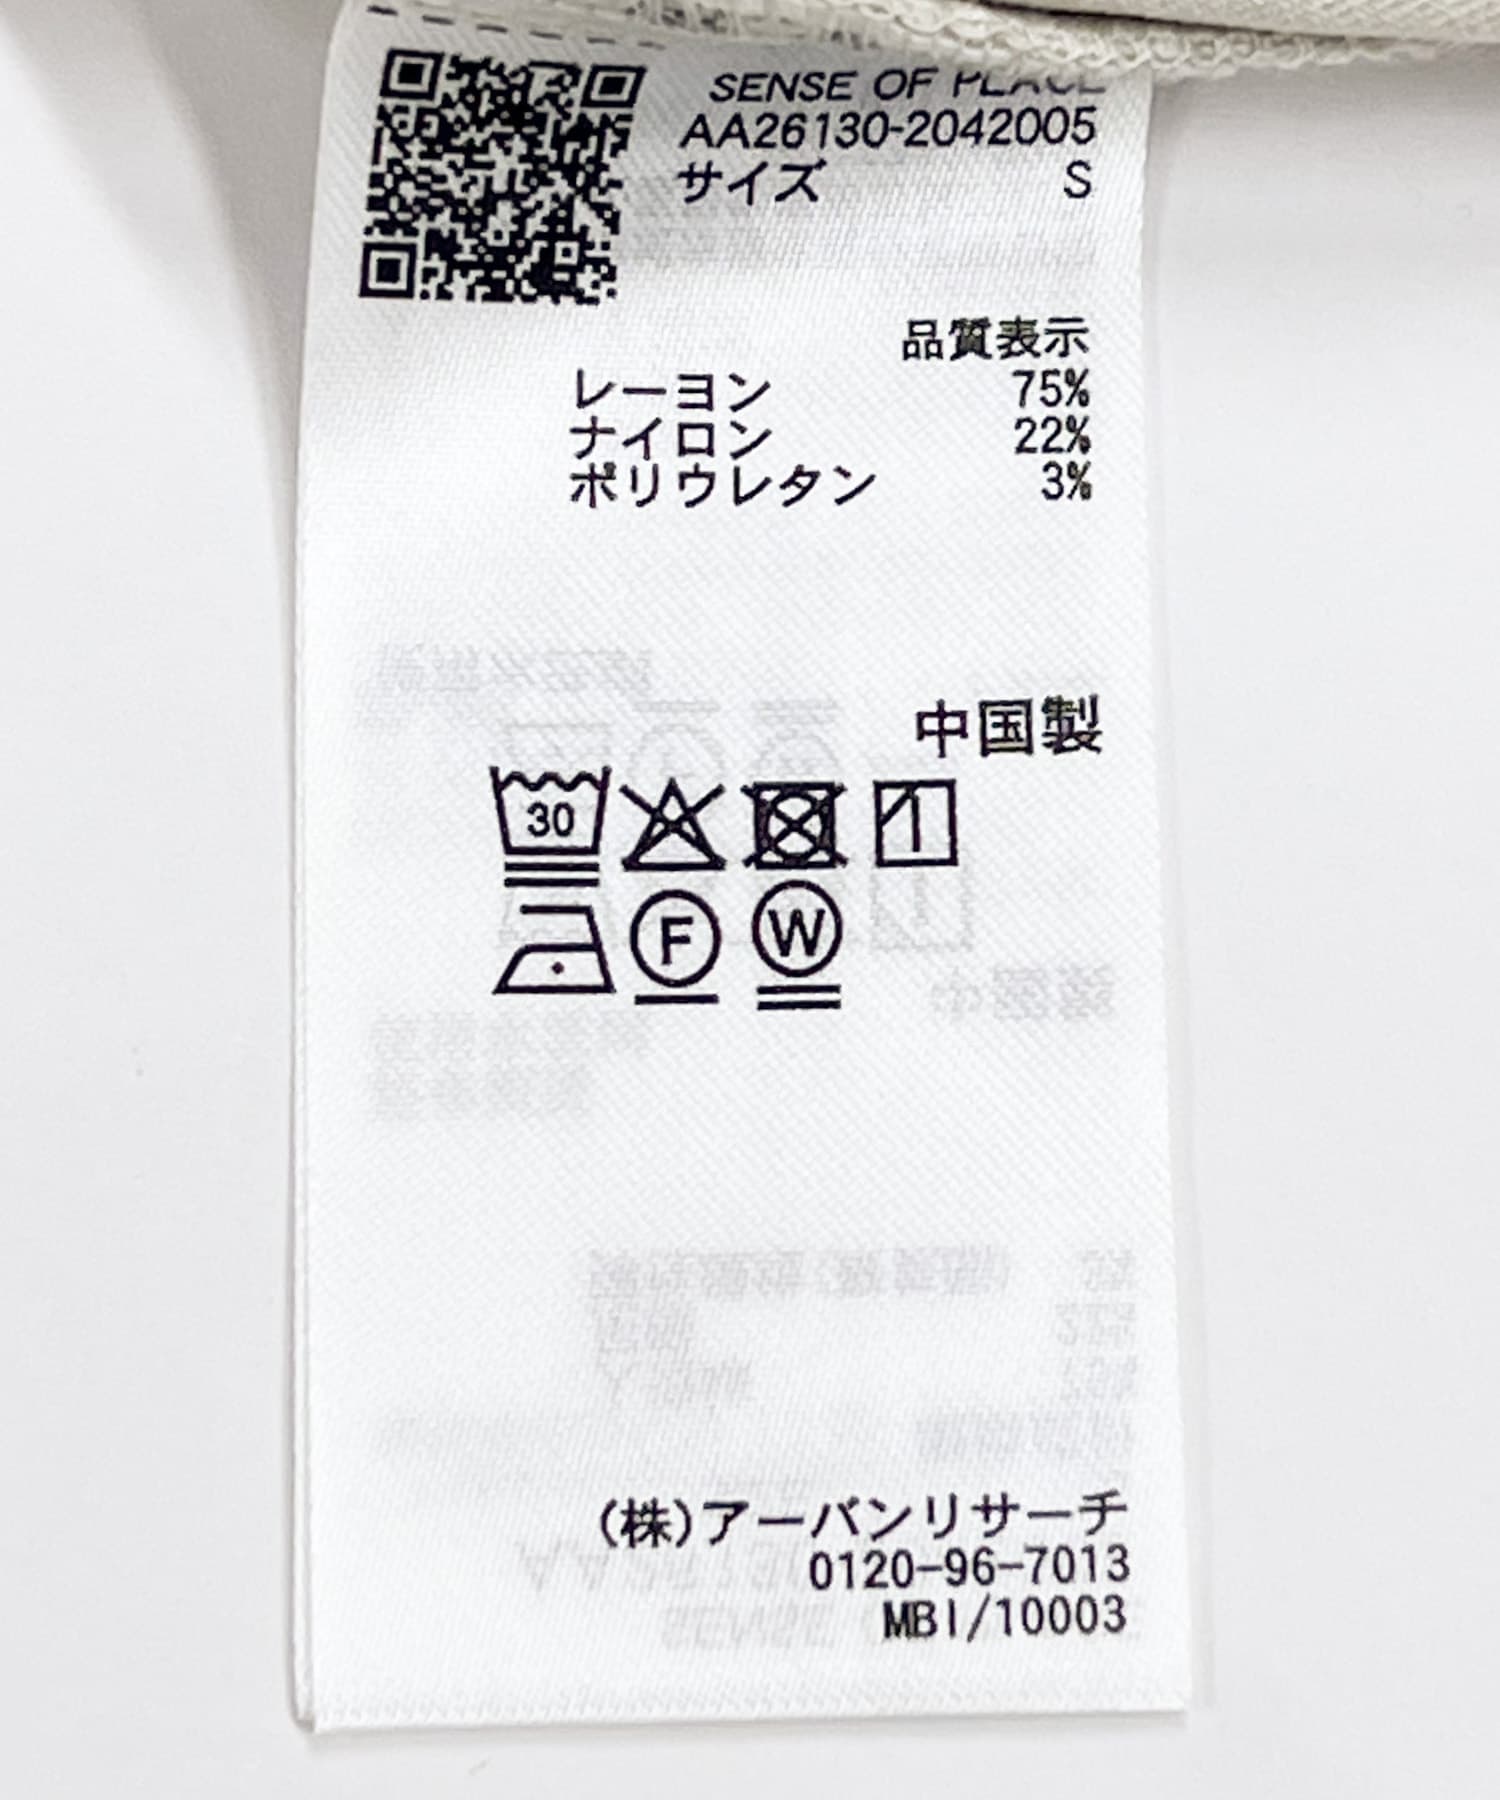 SENSE OF PLACE
AA26130-2042005
サイズ S
品質表示
レーヨン 75%
ナイロン 22%
ポリウレタン 3%
中国製
30
F W
(株)アーバンリサーチ
0120-96-7013
MBI/10003